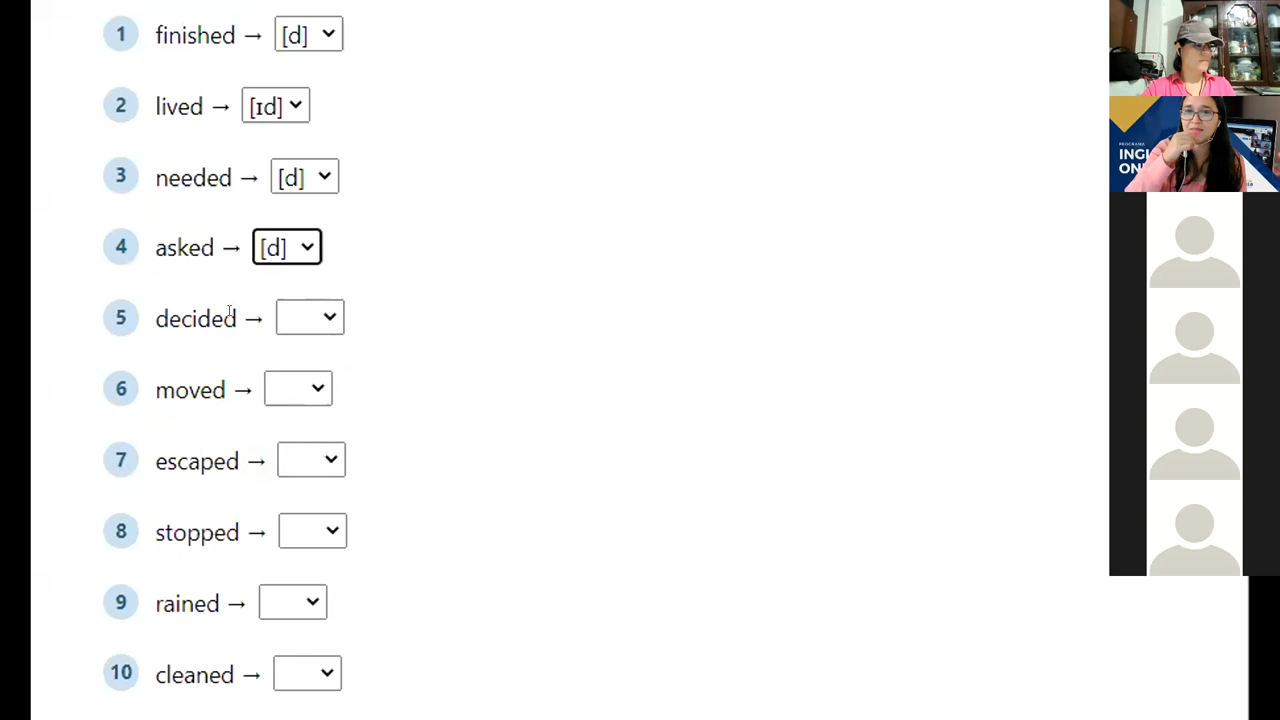 1 finished → [d]
2 lived → [ɪd]
3 needed → [d]
4 asked → [d]
5 decided →
6 moved →
7 escaped →
8 stopped →
9 rained →
10 cleaned →
PROGRAMA